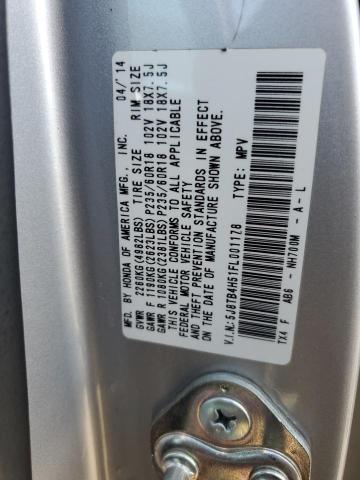 MFD. BY HONDA OF AMERICA MFG., INC. 04/'14
TIRE SIZE RIM SIZE
GVWR 2260KG(4982LBS)
GAWR F 1190KG(2623LBS) P235/60R18 102V 18X7.5J
GAWR R 1080KG(2381LBS) P235/60R18 102V 18X7.5J
THIS VEHICLE CONFORMS TO ALL APPLICABLE
FEDERAL MOTOR VEHICLE SAFETY
AND THEFT PREVENTION STANDARDS IN EFFECT
ON THE DATE OF MANUFACTURE SHOWN ABOVE.
V.I.N:5J8TB4H51FL001178 TYPE: MPV
TX4 F AB6 - NH700M - A - L